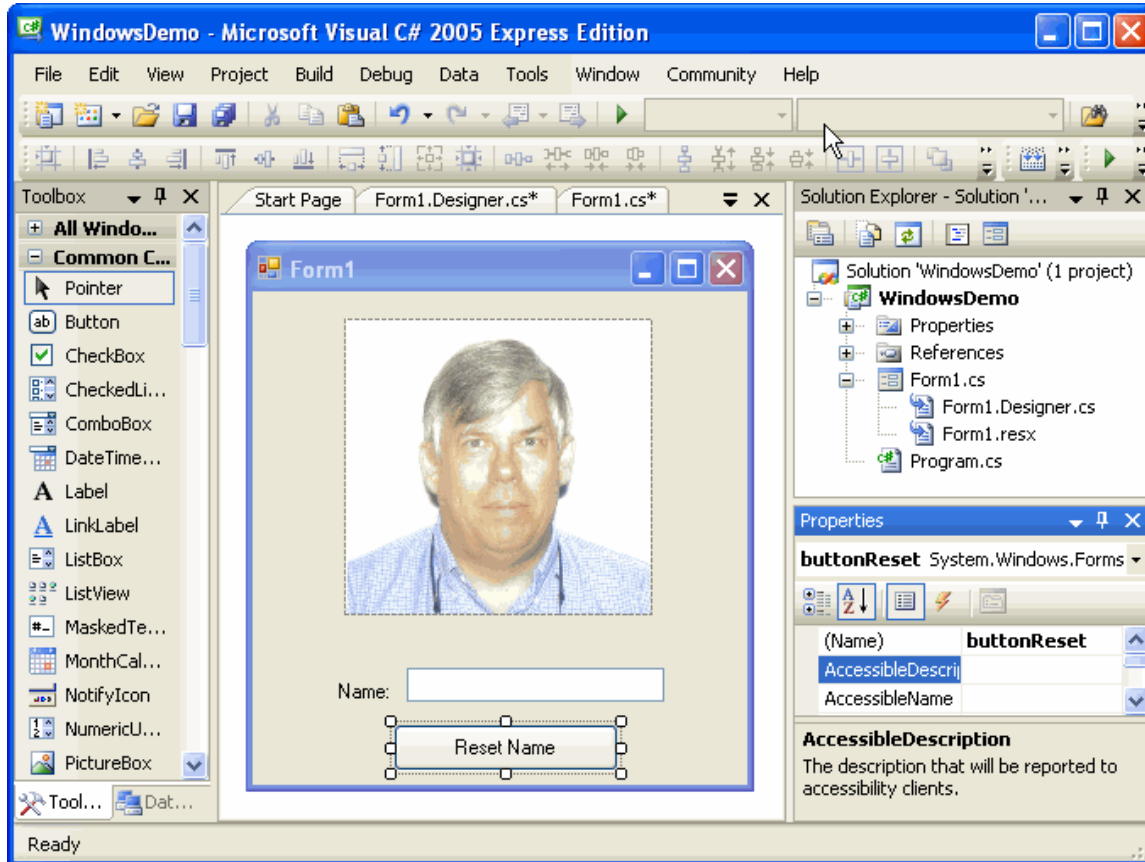 WindowsDemo - Microsoft Visual C# 2005 Express Edition
File Edit View Project Build Debug Data Tools Window Community Help
Toolbox
All Windo...
Common C...
Pointer
Button
CheckBox
CheckedLi...
ComboBox
DateTime...
Label
LinkLabel
ListBox
ListView
MaskedTe...
MonthCal...
NotifyIcon
NumericU...
PictureBox
Tool... Dat...
Start Page Form1.Designer.cs* Form1.cs*
Form1
Name:
Reset Name
Solution Explorer - Solution '...
Solution 'WindowsDemo' (1 project)
WindowsDemo
Properties
References
Form1.cs
Form1.Designer.cs
Form1.resx
Program.cs
Properties
buttonReset System.Windows.Forms
(Name) buttonReset
AccessibleDescrip
AccessibleName
AccessibleDescription
The description that will be reported to
accessibility clients.
Ready